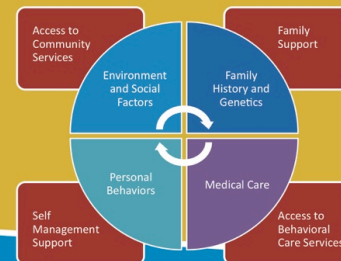 Access to
Community
Services
Family
Support
Environment
and Social
Factors
Family
History and
Genetics
Personal
Behaviors
Medical Care
Self
Management
Support
Access to
Behavioral
Care Services